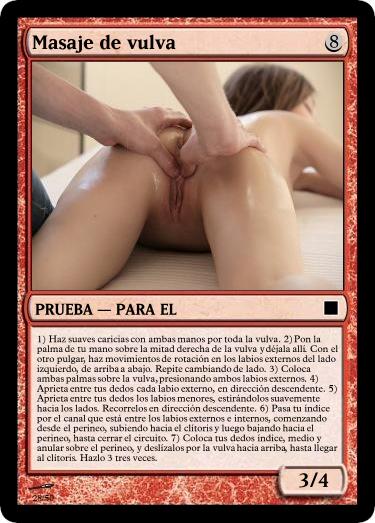 Masaje de vulva
8
PRUEBA — PARA EL
1) Haz suaves caricias con ambas manos por toda la vulva. 2) Pon la
palma de tu mano sobre la mitad derecha de la vulva y déjala allí. Con el
otro pulgar, haz movimientos de rotación en los labios externos del lado
izquierdo, de arriba a abajo. Repite cambiando de lado. 3) Coloca
ambas palmas sobre la vulva, presionando ambos labios externos. 4)
Aprieta entre tus dedos cada labio externo, en dirección descendente. 5)
Aprieta entre tus dedos los labios menores, estirándolos suavemente
hacia los lados. Recorrelos en dirección descendente. 6) Pasa tu índice
por el canal que está entre los labios externos e internos, comenzando
desde el perineo, subiendo hacia el clítoris y luego bajando hacia el
perineo, hasta cerrar el circuito. 7) Coloca tus dedos índice, medio y
anular sobre el perineo, y deslízalos por la vulva hacia arriba, hasta llegar
al clítoris. Hazlo 3 tres veces.
3/4